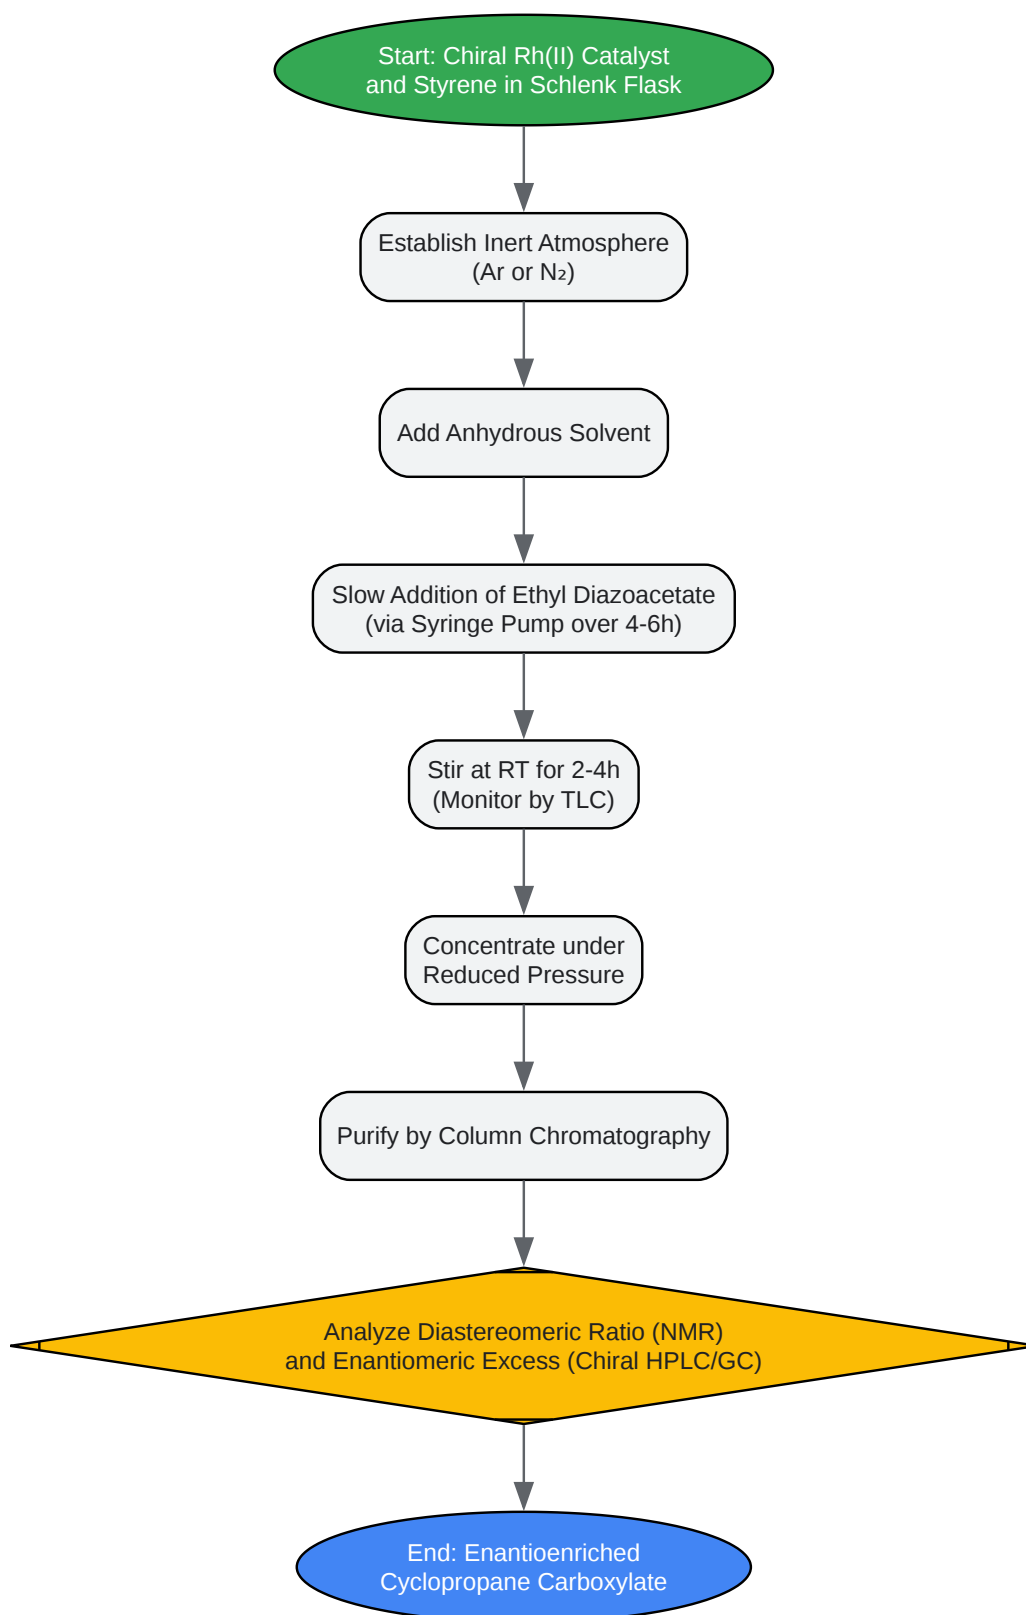 Start: Chiral Rh(II) Catalyst
and Styrene in Schlenk Flask
Establish Inert Atmosphere
(Ar or N₂)
Add Anhydrous Solvent
Slow Addition of Ethyl Diazoacetate
(via Syringe Pump over 4-6h)
Stir at RT for 2-4h
(Monitor by TLC)
Concentrate under
Reduced Pressure
Purify by Column Chromatography
Analyze Diastereomeric Ratio (NMR)
and Enantiomeric Excess (Chiral HPLC/GC)
End: Enantioenriched
Cyclopropane Carboxylate